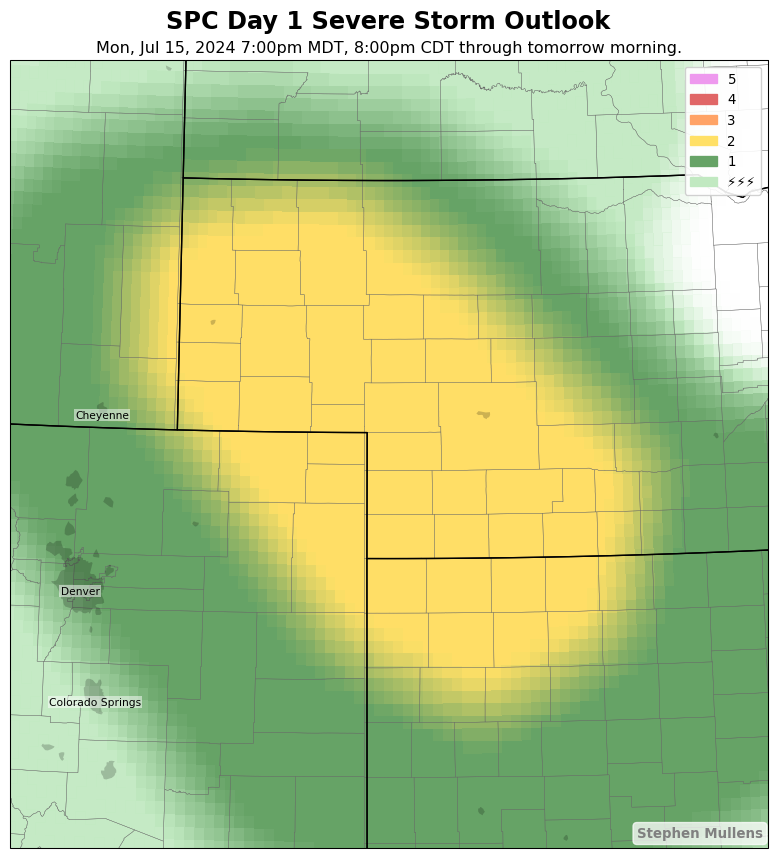 SPC Day 1 Severe Storm Outlook
Mon, Jul 15, 2024 7:00pm MDT, 8:00pm CDT through tomorrow morning.
5
4
3
2
1
⚡⚡⚡
Cheyenne
Denver
Colorado Springs
Stephen Mullens